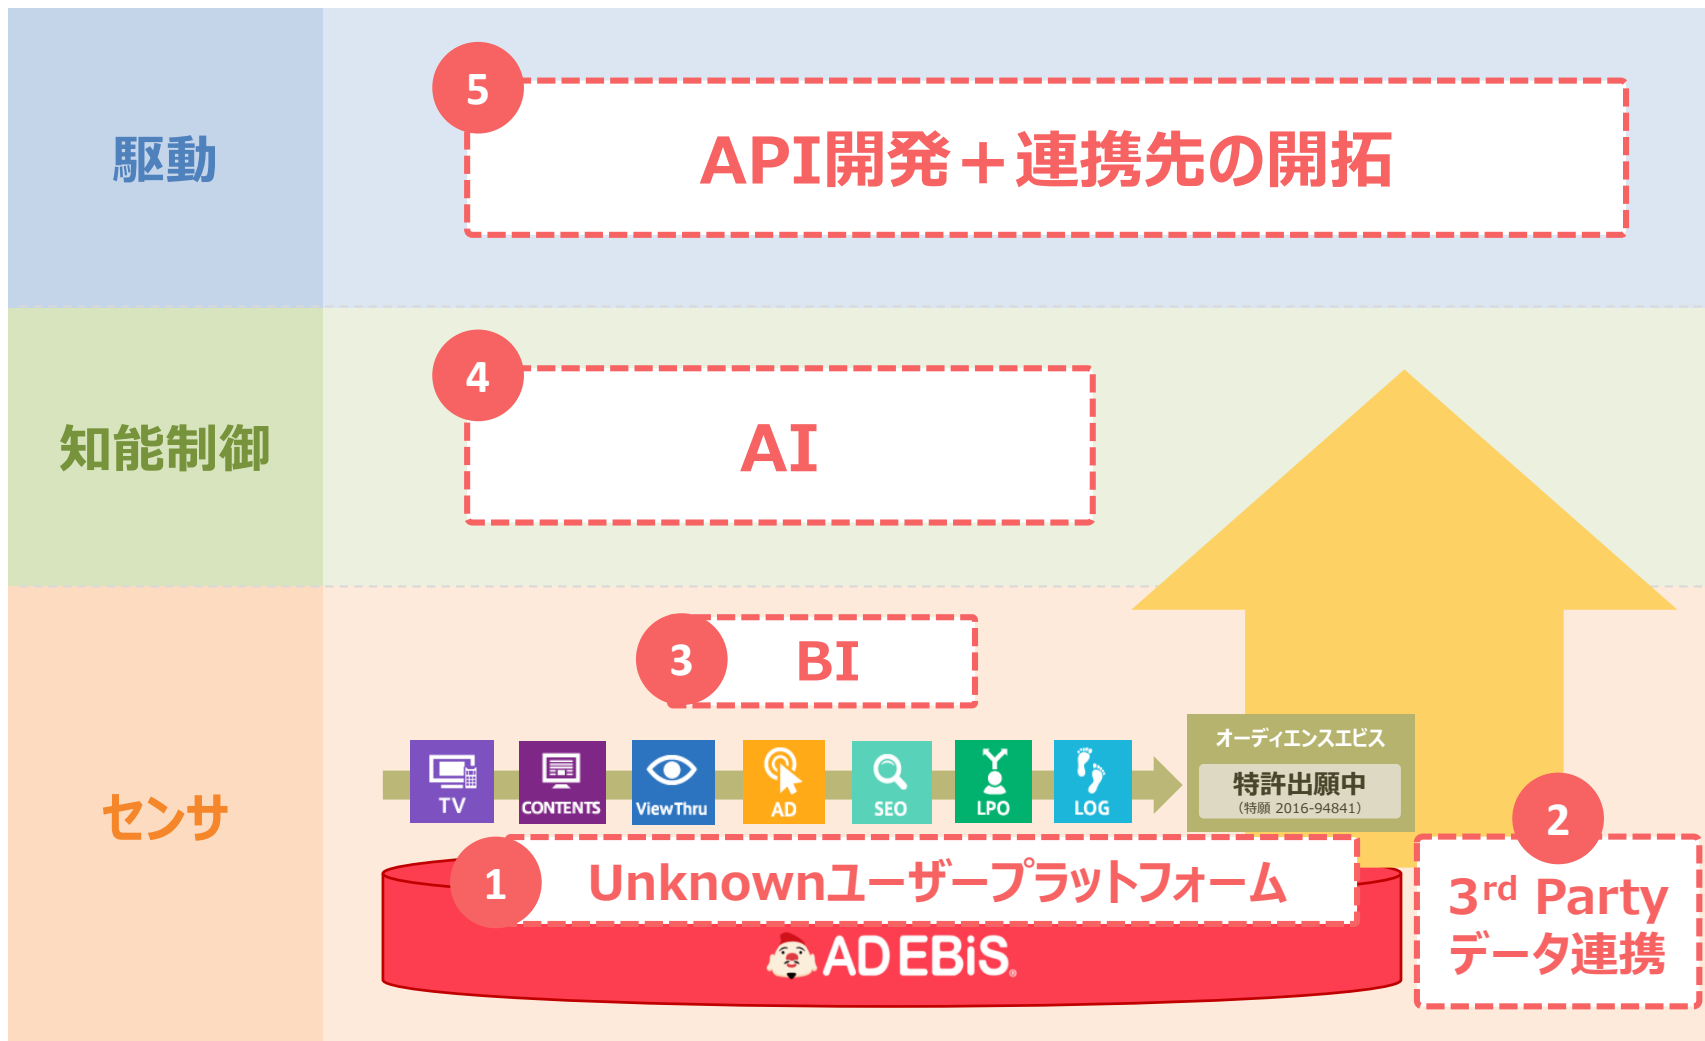 駆動
5
API開発＋連携先の開拓
知能制御
4
AI
センサ
3
BI
TV
CONTENTS
ViewThru
AD
SEO
LPO
LOG
オーディエンスエビス
特許出願中
（特願 2016-94841）
1
Unknownユーザープラットフォーム
AD EBiS®
2
3rd Party
データ連携